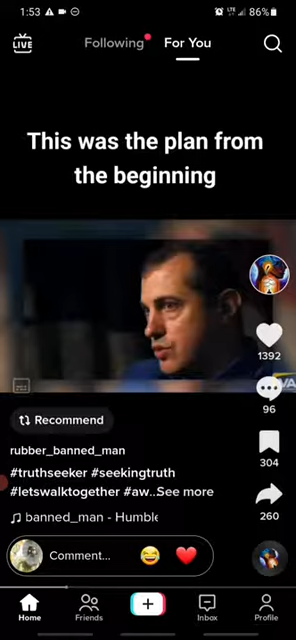 1:53
LTE
86%
LIVE
Following
For You
This was the plan from
the beginning
1392
96
Recommend
rubber_banned_man
304
#truthseeker #seekingtruth
#letswalktogether #aw...See more
260
banned_man - Humble
Comment...
Home
Friends
Inbox
Profile